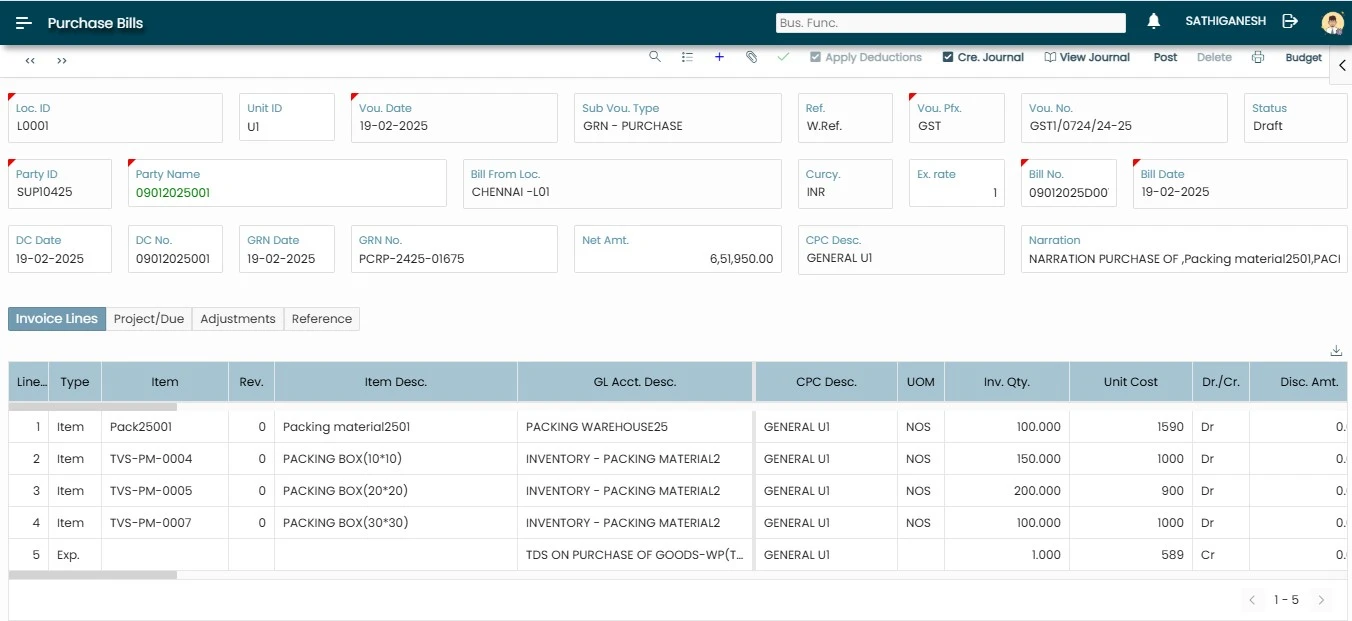 Purchase Bills
Bus. Func.
SATHIGANESH
Apply Deductions Cre. Journal View Journal Post Delete Budget
Loc. ID Unit ID Vou. Date Sub Vou. Type Ref. Vou. Pfx. Vou. No. Status
L0001 U1 19-02-2025 GRN - PURCHASE W.Ref. GST GST1/0724/24-25 Draft
Party ID Party Name Bill From Loc. Curcy. Ex. rate Bill No. Bill Date
SUP10425 09012025001 CHENNAI -L01 INR 1 09012025D00 19-02-2025
DC Date DC No. GRN Date GRN No. Net Amt. CPC Desc. Narration
19-02-2025 09012025001 19-02-2025 PCRP-2425-01675 6,51,950.00 GENERAL U1 NARRATION PURCHASE OF ,Packing material2501,PACI
Invoice Lines Project/Due Adjustments Reference
Line... Type Item Rev. Item Desc. GL Acct. Desc. CPC Desc. UOM Inv. Qty. Unit Cost Dr./Cr. Disc. Amt.
1 Item Pack25001 0 Packing material2501 PACKING WAREHOUSE25 GENERAL U1 NOS 100.000 1590 Dr 0.
2 Item TVS-PM-0004 0 PACKING BOX(10*10) INVENTORY - PACKING MATERIAL2 GENERAL U1 NOS 150.000 1000 Dr 0.
3 Item TVS-PM-0005 0 PACKING BOX(20*20) INVENTORY - PACKING MATERIAL2 GENERAL U1 NOS 200.000 900 Dr 0.
4 Item TVS-PM-0007 0 PACKING BOX(30*30) INVENTORY - PACKING MATERIAL2 GENERAL U1 NOS 100.000 1000 Dr 0.
5 Exp. TDS ON PURCHASE OF GOODS-WP(T... GENERAL U1 1.000 589 Cr 0.
1 - 5